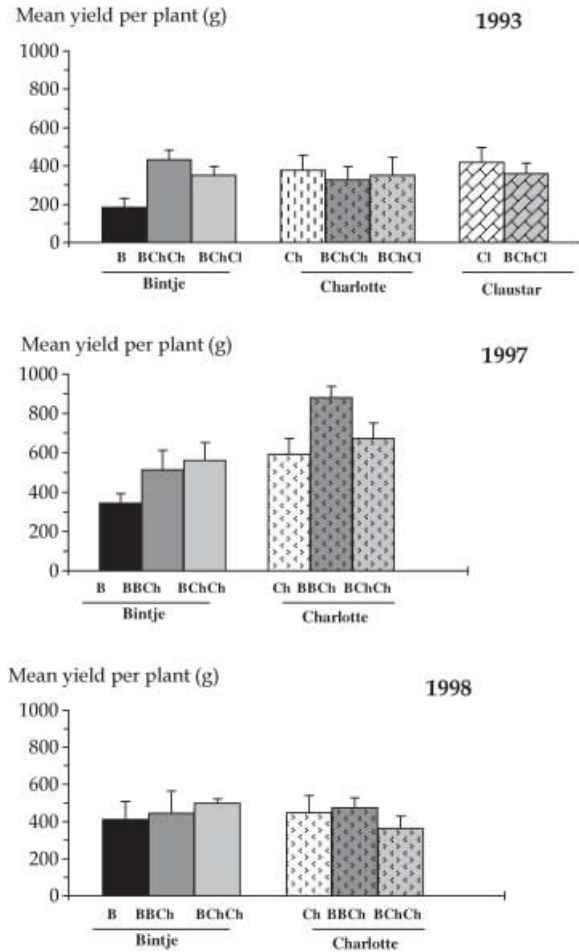 Mean yield per plant (g)
1993
1000
800
600
400
200
0
B BChCh BChCl Ch BChCh BChCl Cl BChCl
Bintje Charlotte Claustar
Mean yield per plant (g)
1997
1000
800
600
400
200
0
B BBCh BChCh Ch BBCh BChCh
Bintje Charlotte
Mean yield per plant (g)
1998
1000
800
600
400
200
0
B BBCh BChCh Ch BBCh BChCh
Bintje Charlotte